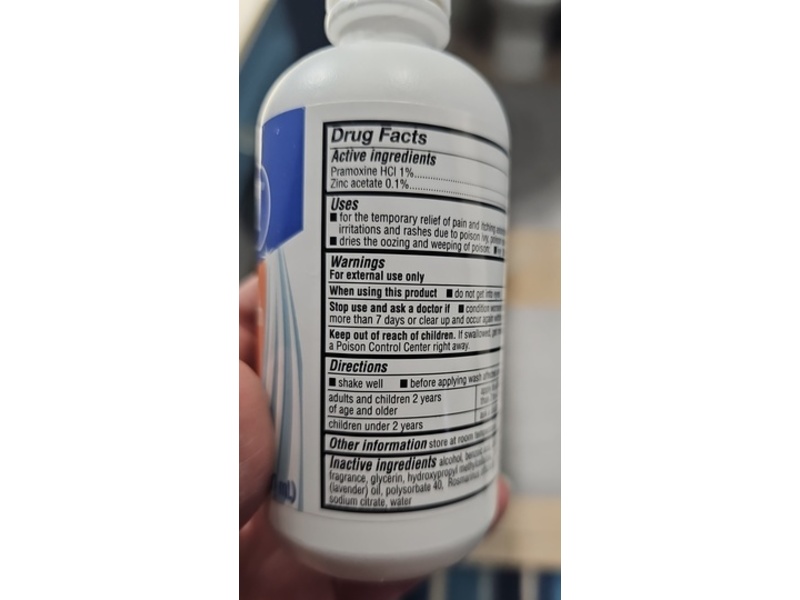 Drug Facts
Active ingredients
Pramoxine HCl 1%
Zinc acetate 0.1%
Uses
■ for the temporary relief of pain and itching
irritations and rashes due to poison ivy,
■ dries the oozing and weeping of poison: ■
Warnings
For external use only
When using this product ■ do not get into eyes
Stop use and ask a doctor if ■ condition
more than 7 days or clear up and occur again
Keep out of reach of children. If swallowed,
a Poison Control Center right away.
Directions
■ shake well ■ before applying wash
adults and children 2 years
of age and older
children under 2 years
Other information store at room
Inactive ingredients alcohol,
fragrance, glycerin, hydroxypropyl
(lavender) oil, polysorbate 40,
sodium citrate, water
mL)